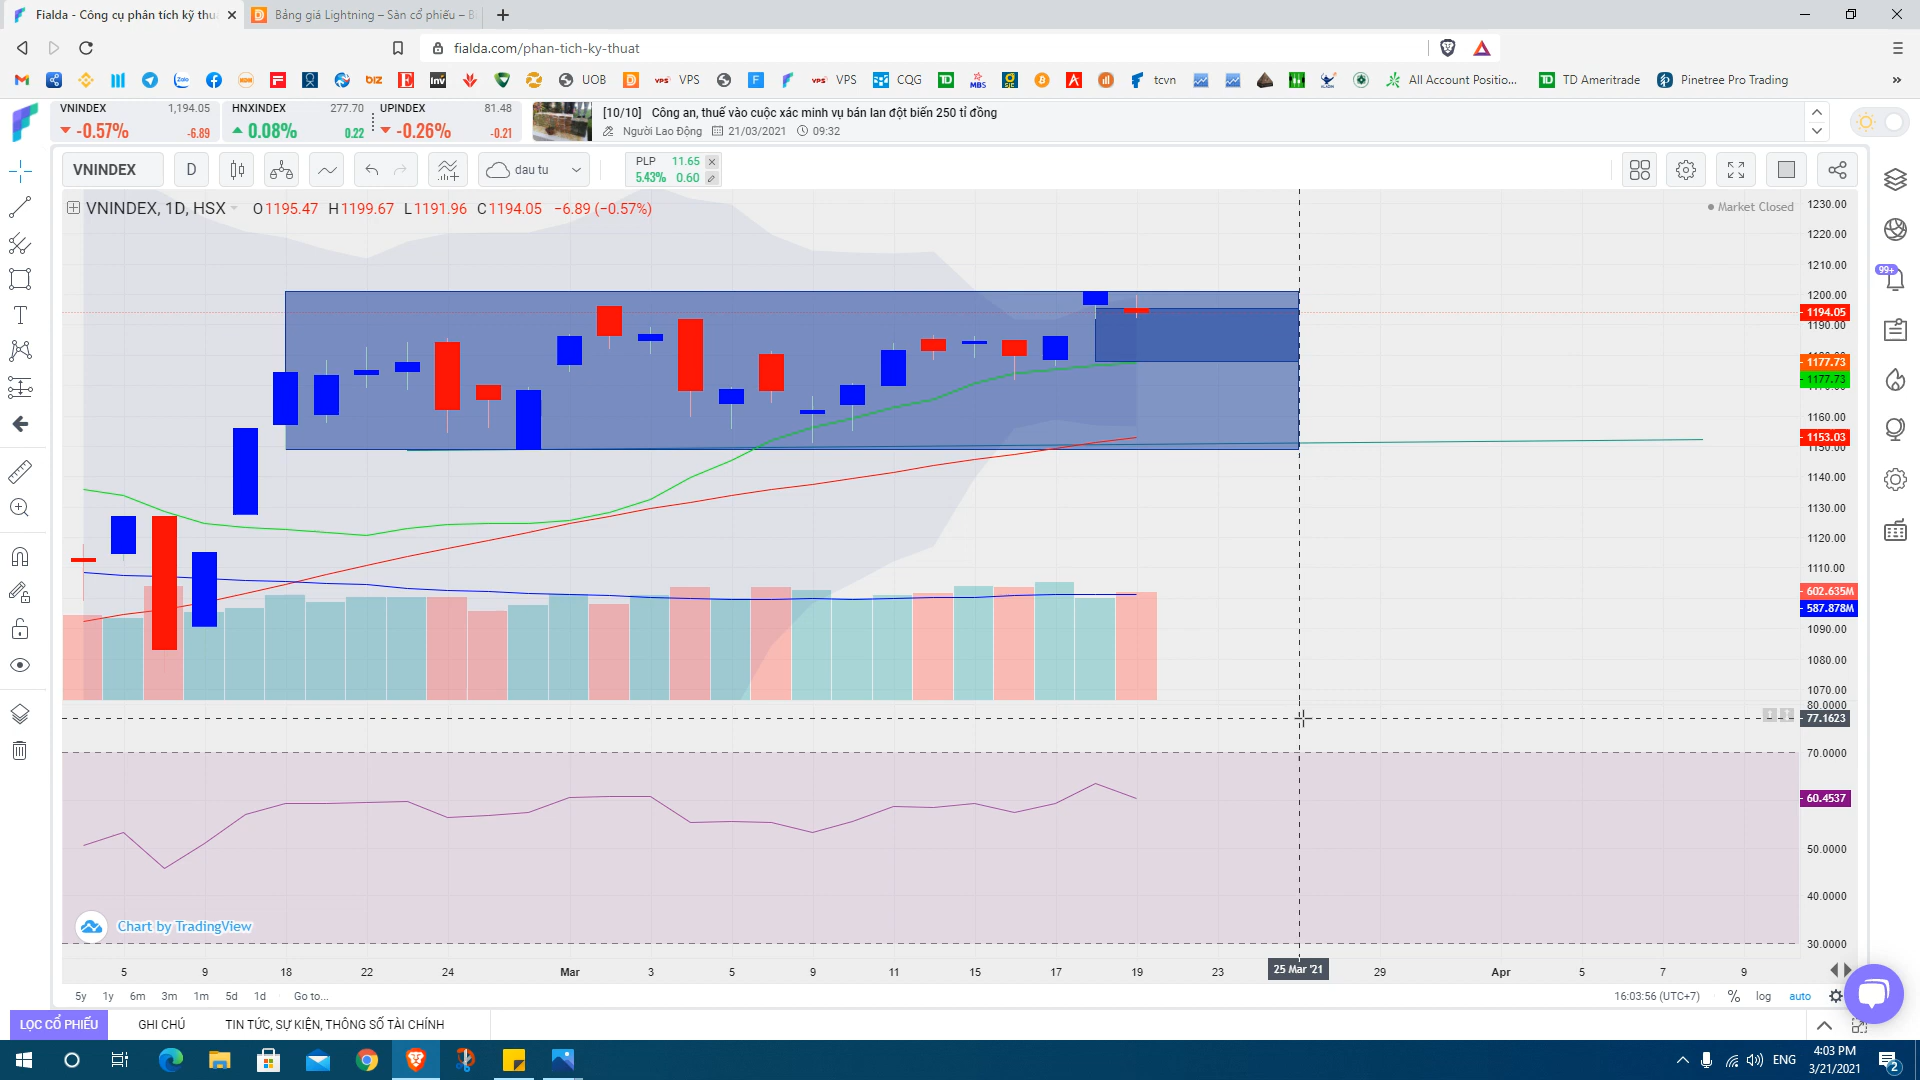 Fialda - Công cụ phân tích kỹ thu
Bảng giá Lightning – Sàn cổ phiếu –
fialda.com/phan-tich-ky-thuat
UOB
VPS
VPS
CQG
tcvn
All Account Positio...
TD Ameritrade
Pinetree Pro Trading
VNINDEX 1,194.05
-0.57% -6.89
HNXINDEX 277.70
0.08% 0.22
UPINDEX 81.48
-0.26% -0.21
[10/10] Công an, thuế vào cuộc xác minh vụ bán lan đột biến 250 tỉ đồng
Người Lao Động 21/03/2021 09:32
VNINDEX D dau tu
PLP 11.65
5.43% 0.60
VNINDEX, 1D, HSX O1195.47 H1199.67 L1191.96 C1194.05 −6.89 (−0.57%)
Market Closed
99+
1230.00
1220.00
1210.00
1200.00
1194.05
1190.00
1177.73
1177.73
1160.00
1153.03
1140.00
1130.00
1120.00
1110.00
602.635M
587.878M
1090.00
1080.00
1070.00
80.0000
77.1623
70.0000
60.4537
50.0000
40.0000
30.0000
Chart by TradingView
5 9 18 22 24 Mar 3 5 9 11 15 17 19 23 25 Mar '21 29 Apr 5 7 9
5y 1y 6m 3m 1m 5d 1d Go to...
16:03:56 (UTC+7) % log auto
LỌC CỔ PHIẾU GHI CHÚ TIN TỨC, SỰ KIỆN, THÔNG SỐ TÀI CHÍNH
ENG
4:03 PM
3/21/2021
2